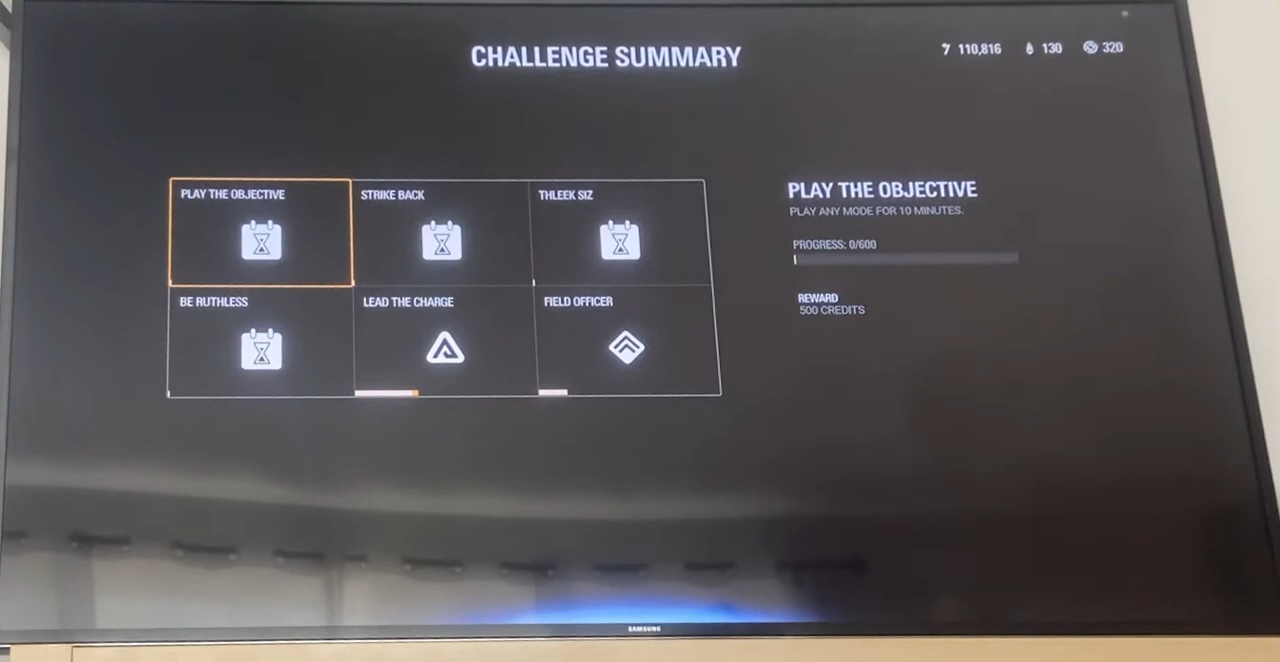 CHALLENGE SUMMARY
110,816 130 320
PLAY THE OBJECTIVE
STRIKE BACK
THLEEK SIZ
BE RUTHLESS
LEAD THE CHARGE
FIELD OFFICER
PLAY THE OBJECTIVE
PLAY ANY MODE FOR 10 MINUTES.
PROGRESS: 0/600
REWARD
500 CREDITS
SAMSUNG